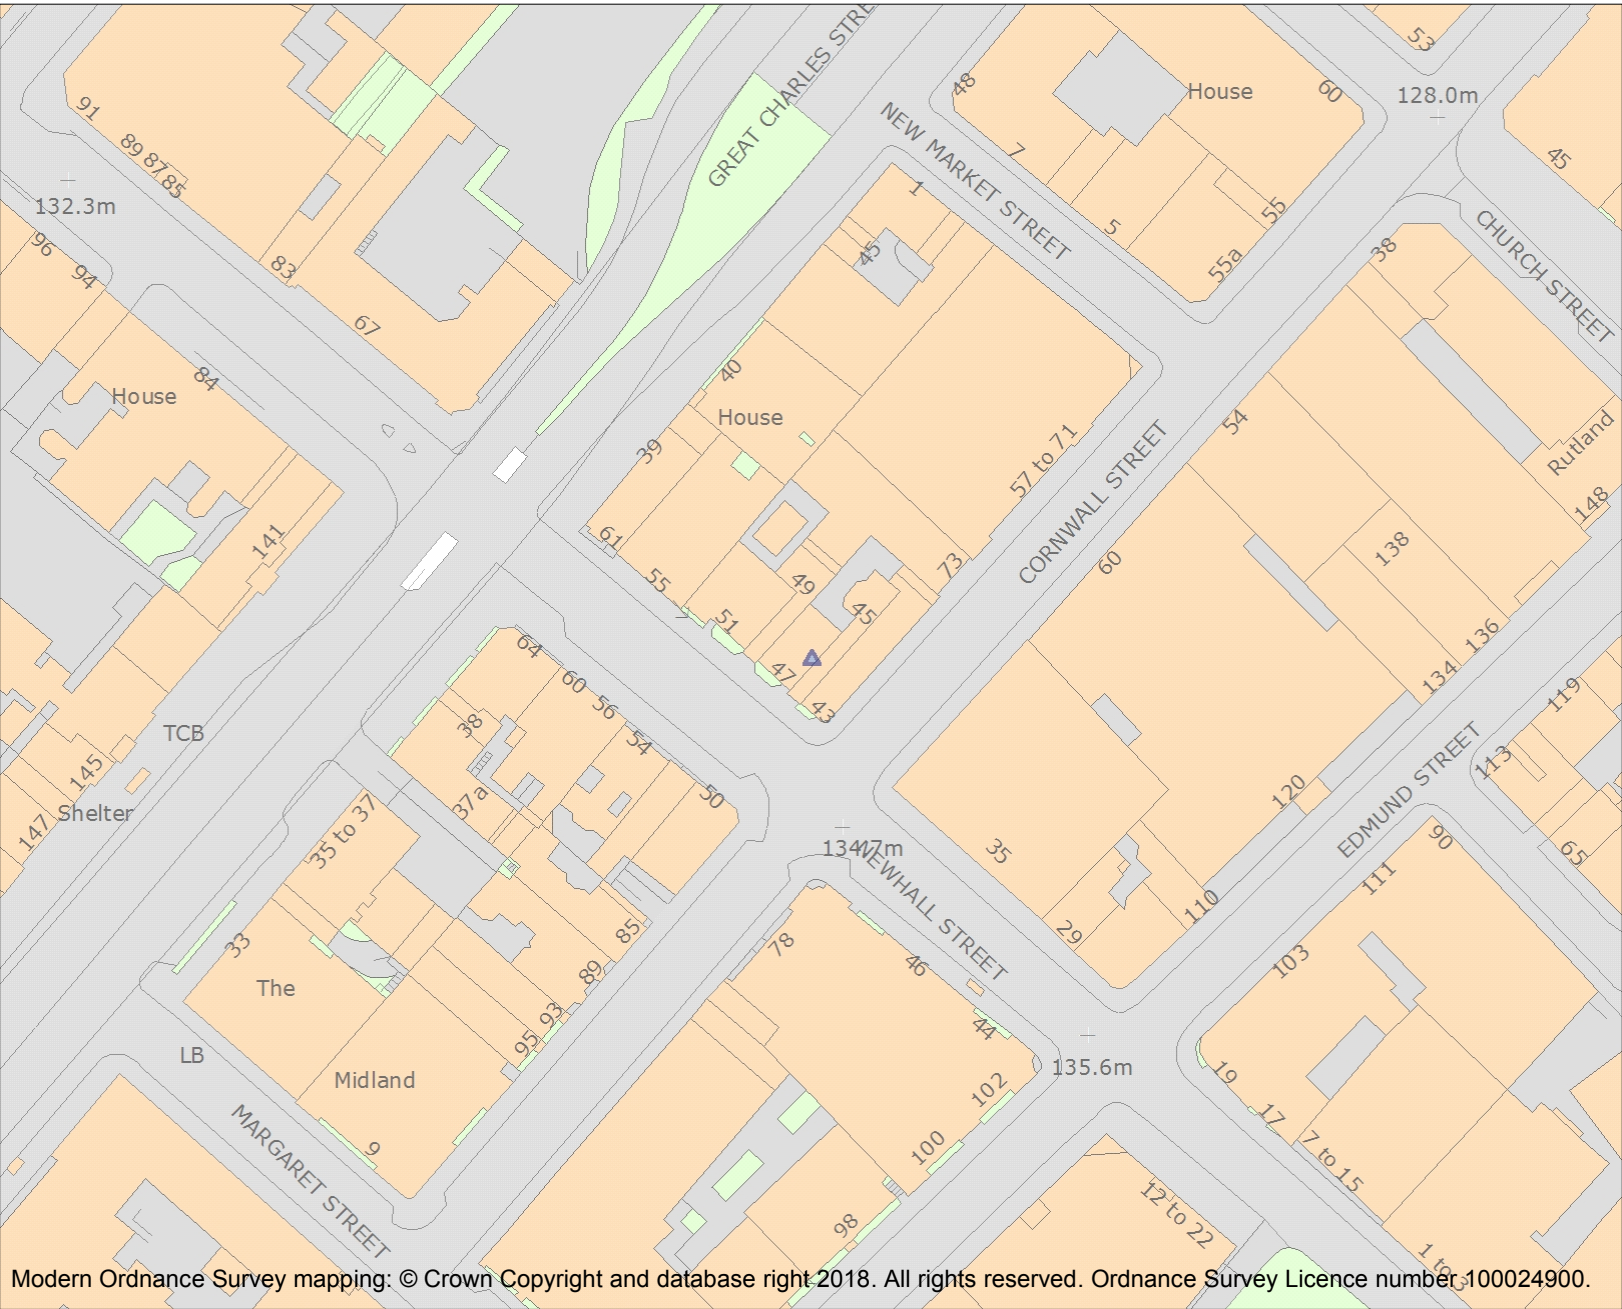 GREAT CHARLES STRE
53
48
60
House
128.0m
91
89
87
85
7
45
132.3m
NEW MARKET STREET
1
5
55
96
94
83
45
55a
38
CHURCH STREET
67
84
House
40
House
54
39
57 to 71
CORNWALL STREET
Rutland
148
141
61
138
55
49
73
60
51
45
136
64
47
134
119
60
56
43
TCB
38
54
113
145
50
37a
120
EDMUND STREET
147
Shelter
35 to 37
134.7m
NEWHALL STREET
35
90
65
111
110
33
85
78
29
46
103
The
89
93
95
44
LB
135.6m
Midland
102
19
MARGARET STREET
9
100
17
7 to 15
98
12 to 22
1 to 3
Modern Ordnance Survey mapping: © Crown Copyright and database right 2018. All rights reserved. Ordnance Survey Licence number 100024900.